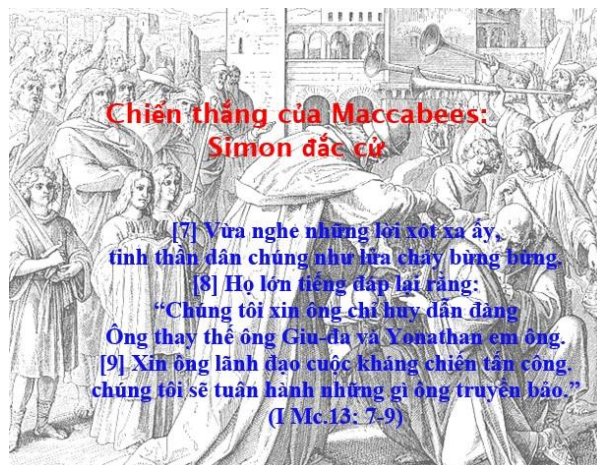 Chiến thắng của Maccabees:
Simon đắc cử
[7] Vừa nghe những lời xót xa ấy,
tinh thần dân chúng như lửa cháy bừng bừng.
[8] Họ lớn tiếng đáp lại rằng:
“Chúng tôi xin ông chỉ huy dẫn đàng
Ông thay thế ông Giu-đa và Yonathan em ông.
[9] Xin ông lãnh đạo cuộc kháng chiến tấn công.
chúng tôi sẽ tuân hành những gì ông truyền bảo.”
(I Mc.13: 7-9)